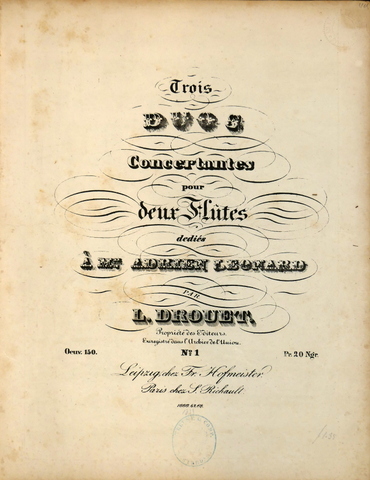 Trois
DUOS
Concertantes
pour
deux Flûtes
dediés
À Mr. ADRIEN LEONARD
PAR
L. DROUET.
Propriété des Editeurs.
Enregistré dans l'Archive de l'Union.
Oeuv. 150. No. 1 Pr. 20 Ngr.
Leipzig, chez Fr. Hofmeister.
Paris chez S. Richault